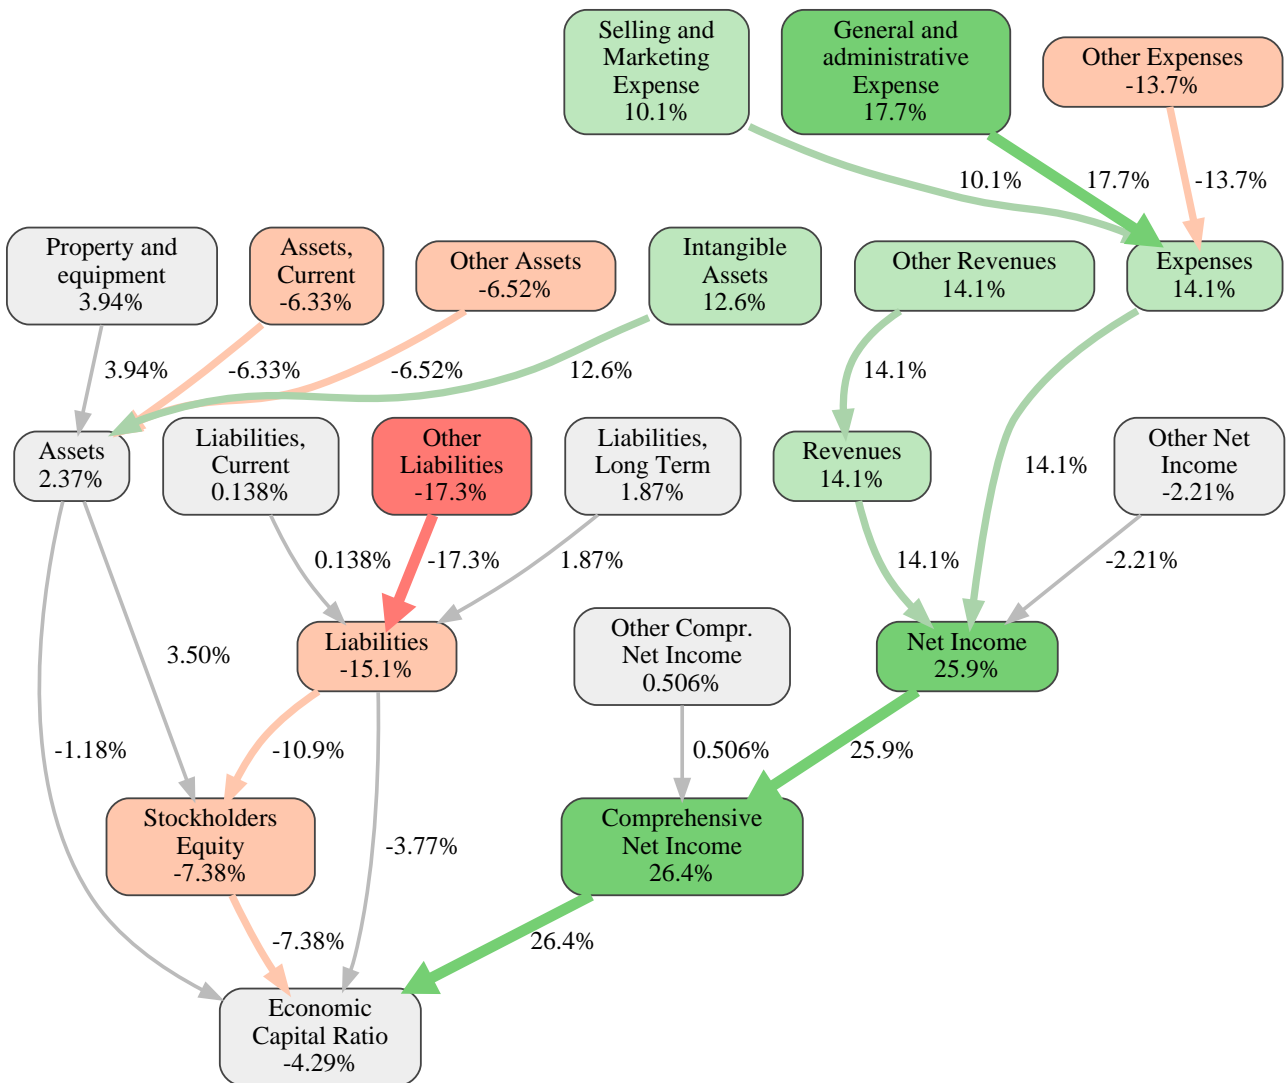 Selling and
Marketing
Expense
10.1%
General and
administrative
Expense
17.7%
Other Expenses
-13.7%
10.1%
17.7%
-13.7%
Property and
equipment
3.94%
Assets,
Current
-6.33%
Other Assets
-6.52%
Intangible
Assets
12.6%
Other Revenues
14.1%
Expenses
14.1%
3.94%
-6.33%
-6.52%
12.6%
14.1%
Assets
2.37%
Liabilities,
Current
0.138%
Other
Liabilities
-17.3%
Liabilities,
Long Term
1.87%
Revenues
14.1%
14.1%
Other Net
Income
-2.21%
0.138%
-17.3%
1.87%
14.1%
-2.21%
3.50%
Liabilities
-15.1%
Other Compr.
Net Income
0.506%
Net Income
25.9%
-1.18%
-10.9%
0.506%
25.9%
Stockholders
Equity
-7.38%
-3.77%
Comprehensive
Net Income
26.4%
-7.38%
26.4%
Economic
Capital Ratio
-4.29%